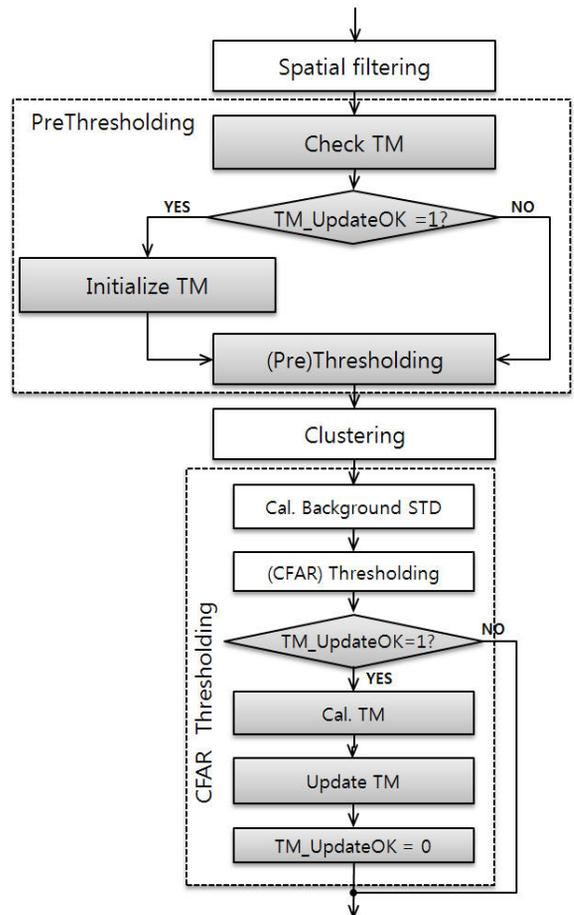 Spatial filtering
PreThresholding
Check TM
TM_UpdateOK =1?
YES
NO
Initialize TM
(Pre)Thresholding
Clustering
Cal. Background STD
(CFAR) Thresholding
TM_UpdateOK=1?
NO
YES
CFAR Thresholding
Cal. TM
Update TM
TM_UpdateOK = 0